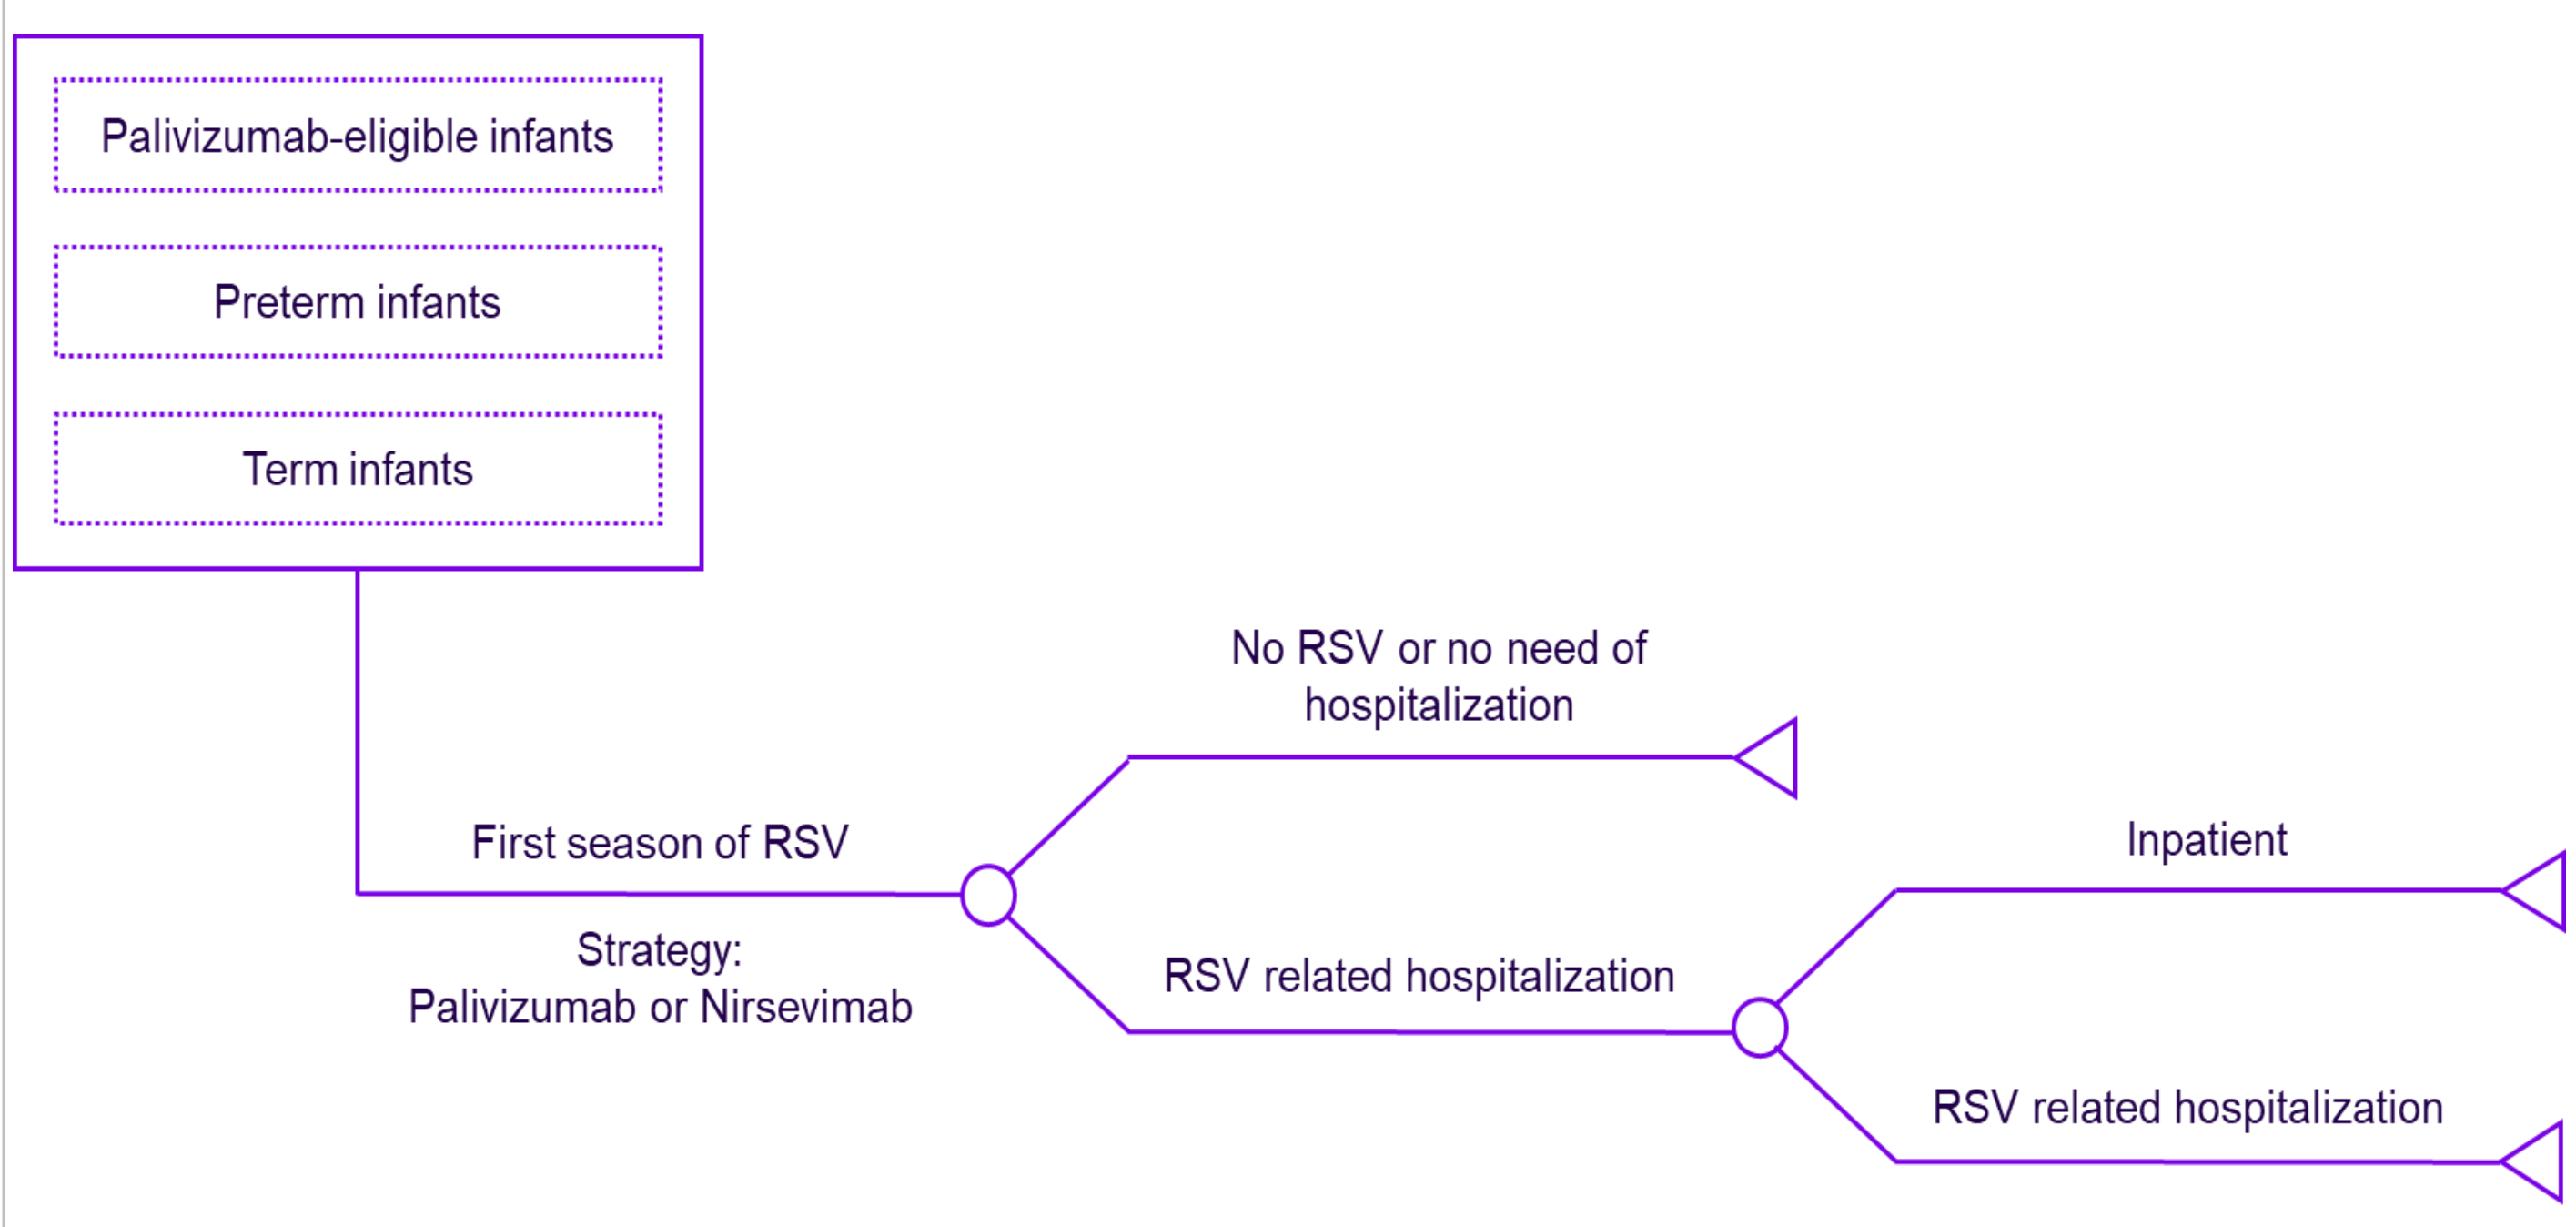 Palivizumab-eligible infants
Preterm infants
Term infants
No RSV or no need of
hospitalization
First season of RSV
Strategy:
Palivizumab or Nirsevimab
RSV related hospitalization
Inpatient
RSV related hospitalization